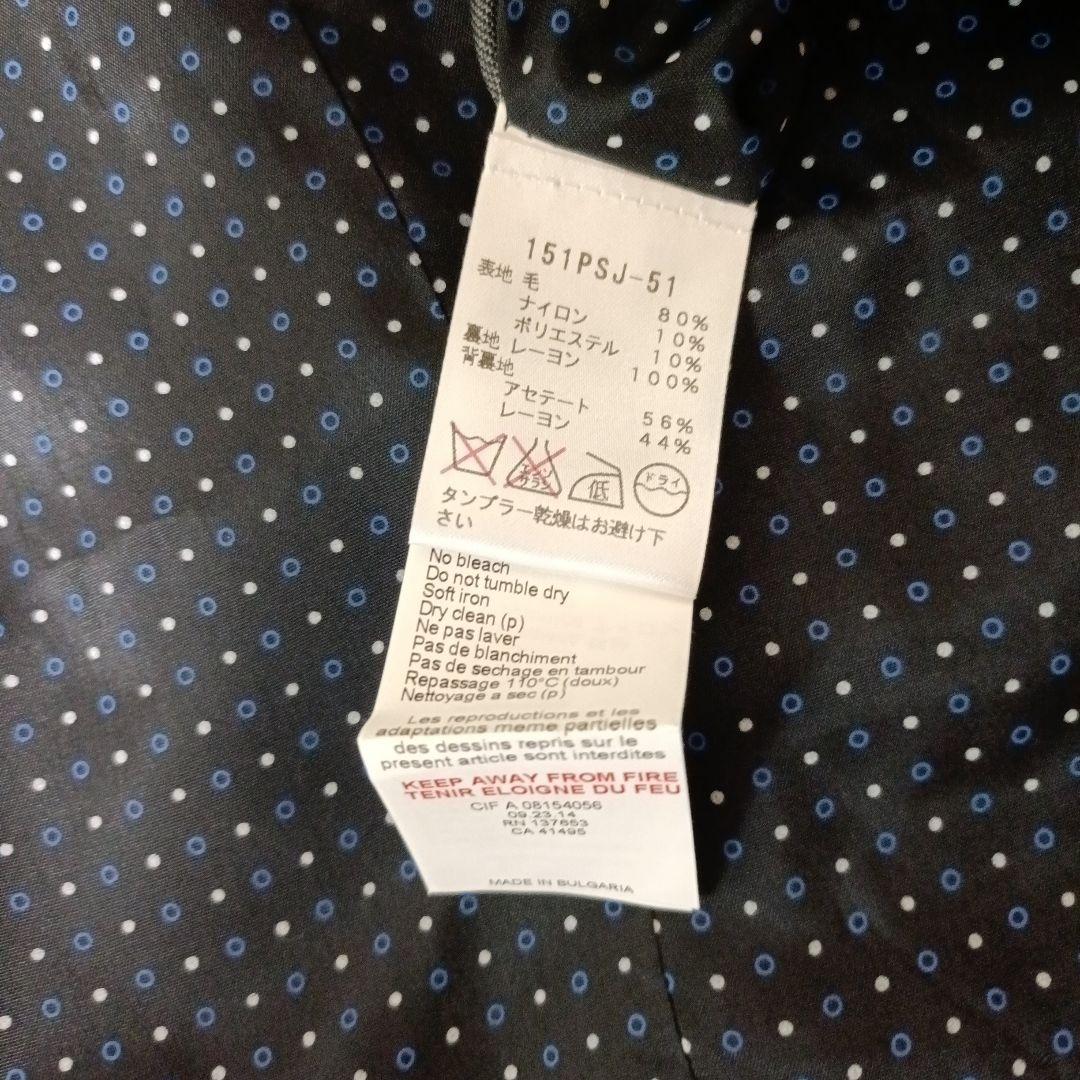 151PSJ-51
表地 毛 80%
ナイロン 10%
ポリエステル 10%
裏地 レーヨン 100%
背裏地
アセテート 56%
レーヨン 44%
エンソ サラシ 低 ドライ
タンブラー乾燥はお避け下
さい
No bleach
Do not tumble dry
Soft iron
Dry clean (p)
Ne pas laver
Pas de blanchiment
Pas de sechage en tambour
Repassage 110°C (doux)
Nettoyage a sec (p)
Les reproductions et les
adaptations meme partielles
des dessins repris sur le
present article sont interdites
KEEP AWAY FROM FIRE
TENIR ELOIGNE DU FEU
CIF A 08154056
09.23.14
RN 137653
CA 41495
MADE IN BULGARIA